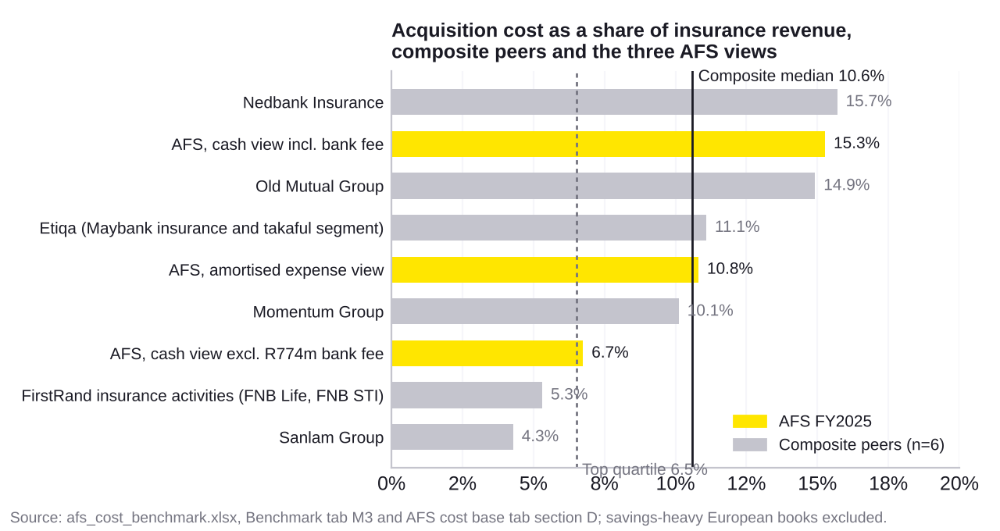 Acquisition cost as a share of insurance revenue,
composite peers and the three AFS views
Composite median 10.6%
Nedbank Insurance 15.7%
AFS, cash view incl. bank fee 15.3%
Old Mutual Group 14.9%
Etiqa (Maybank insurance and takaful segment) 11.1%
AFS, amortised expense view 10.8%
Momentum Group 10.1%
AFS, cash view excl. R774m bank fee 6.7%
FirstRand insurance activities (FNB Life, FNB STI) 5.3%
AFS FY2025
Sanlam Group 4.3%
Composite peers (n=6)
Top quartile 6.5%
0% 2% 5% 8% 10% 12% 15% 18% 20%
Source: afs_cost_benchmark.xlsx, Benchmark tab M3 and AFS cost base tab section D; savings-heavy European books excluded.